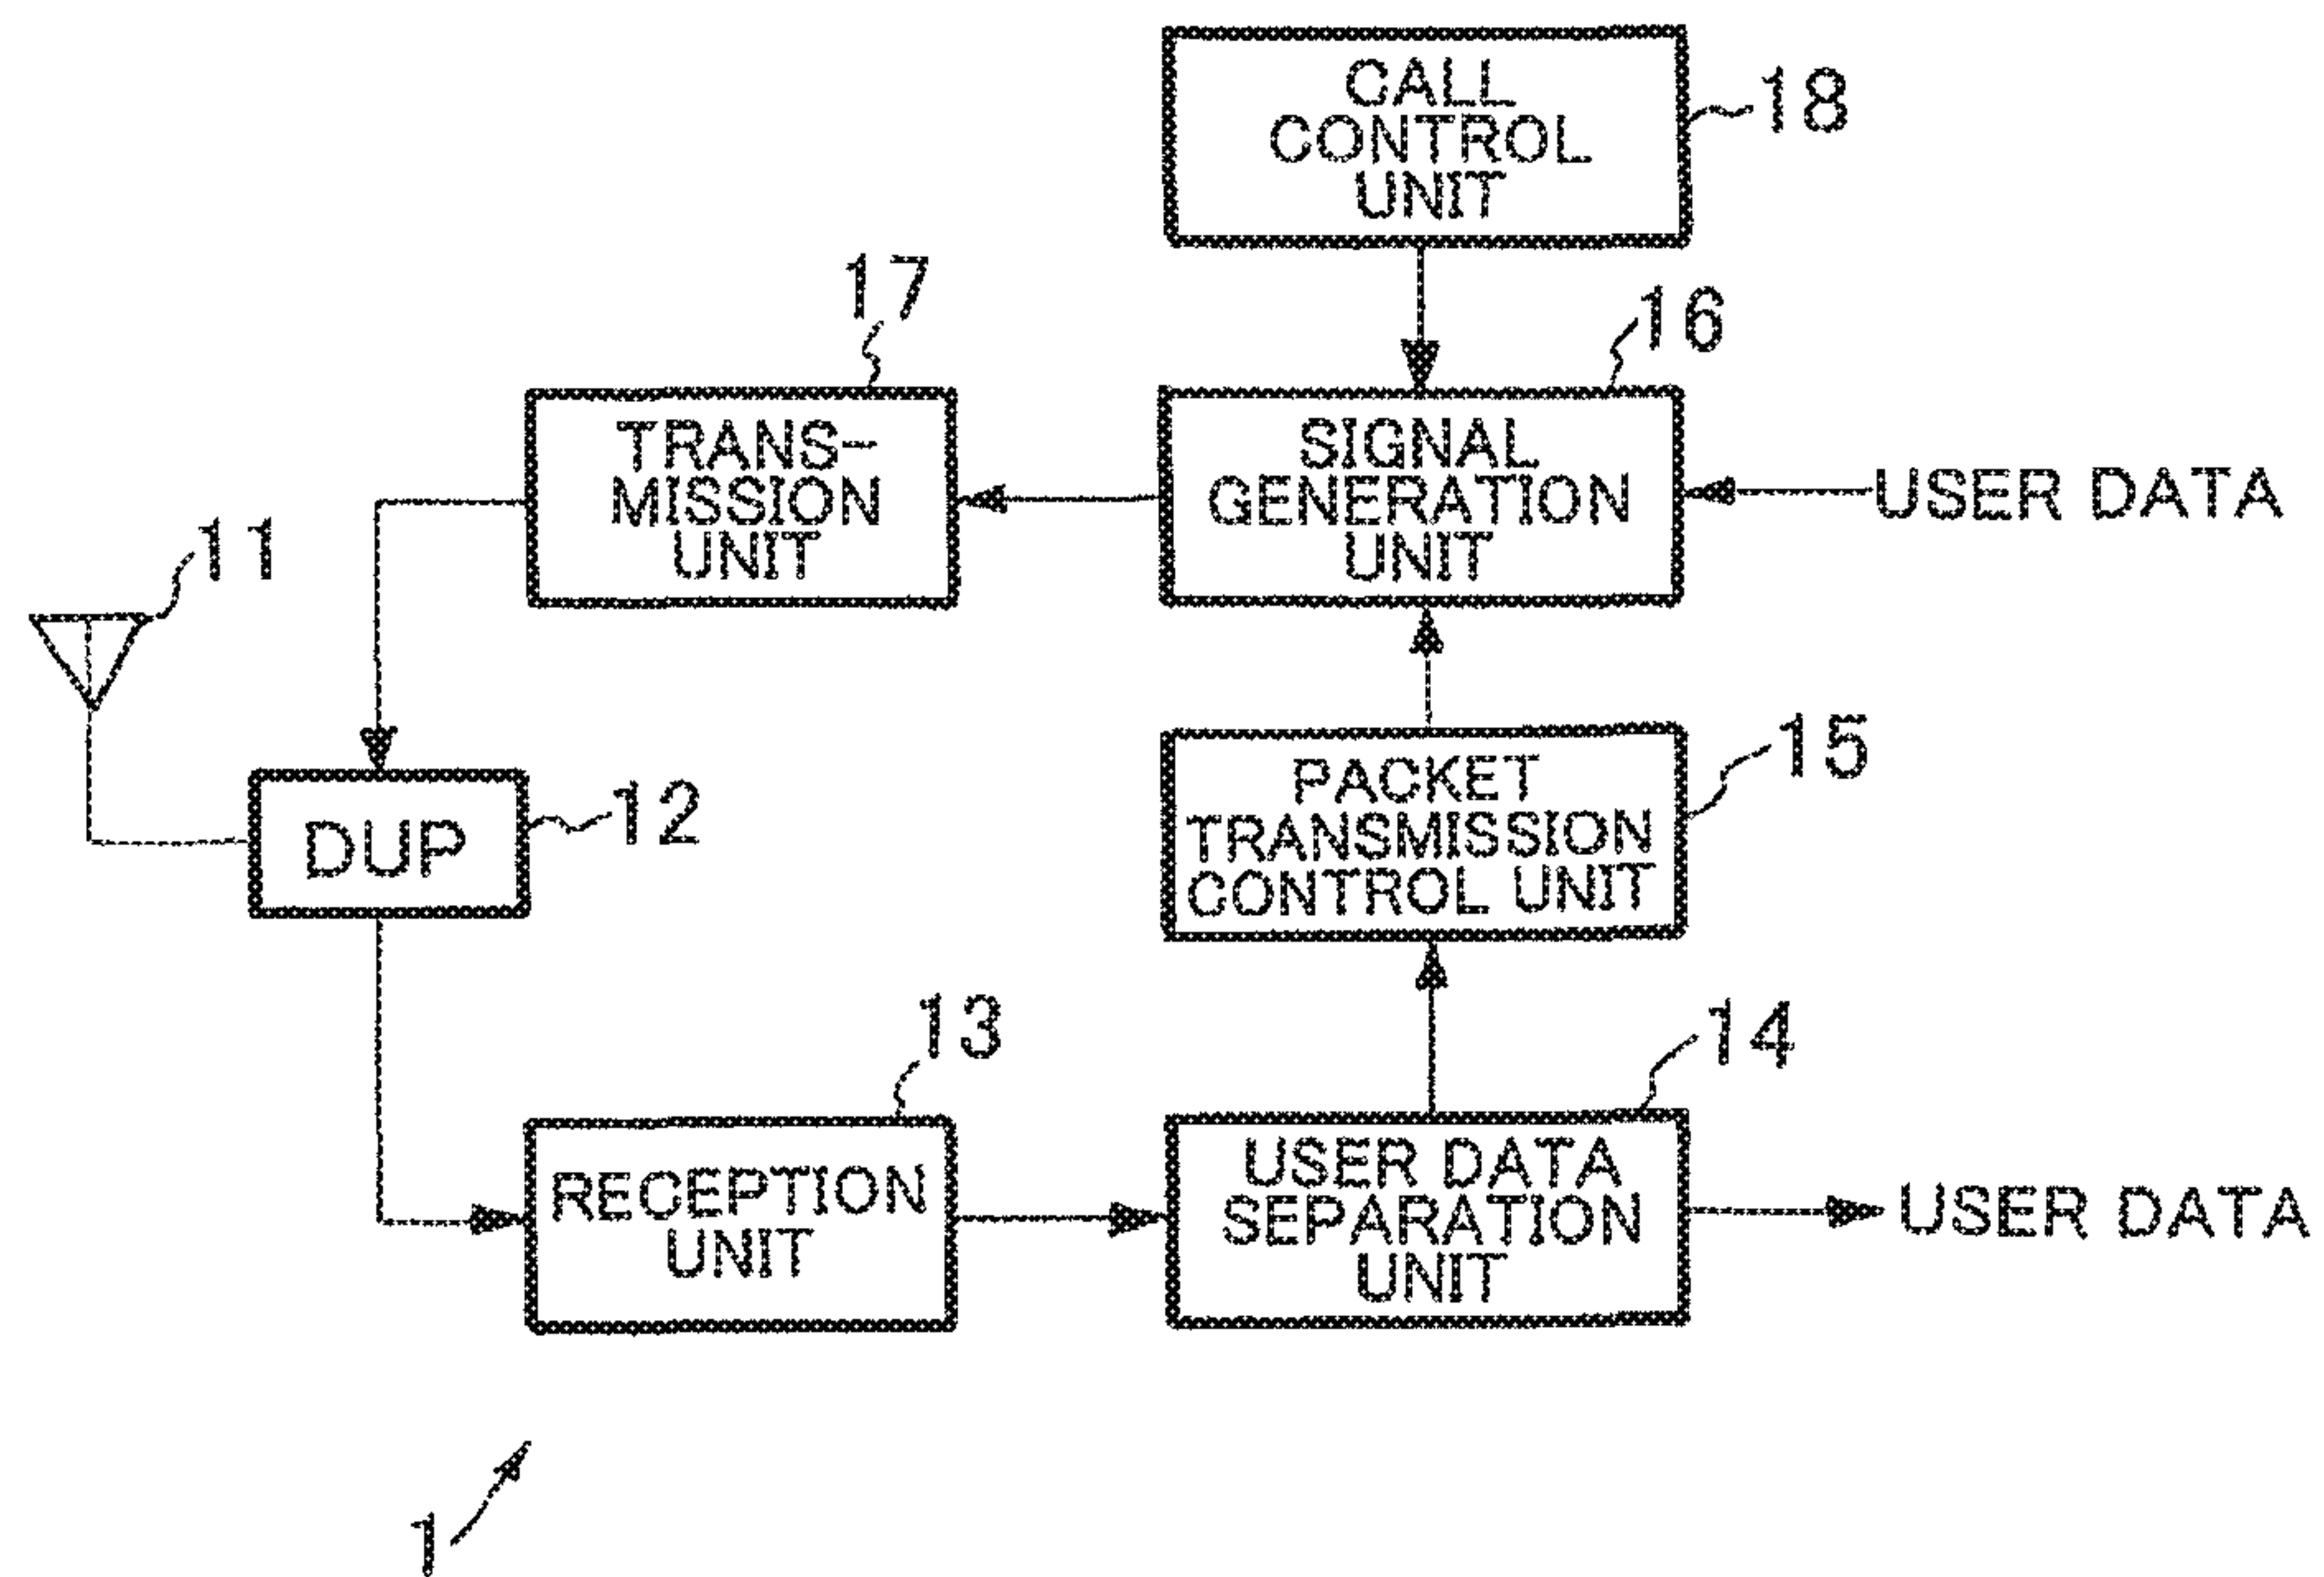 CALL
CONTROL
UNIT
18
17
16
TRANS-
MISSION
UNIT
SIGNAL
GENERATION
UNIT
USER DATA
11
12
DUP
15
PACKET
TRANSMISSION
CONTROL UNIT
13
14
RECEPTION
UNIT
USER DATA
SEPARATION
UNIT
USER DATA
1